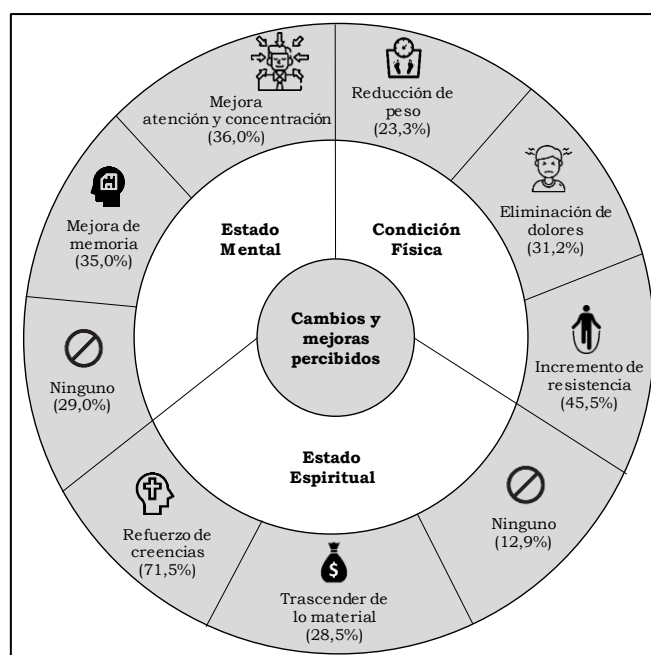 Mejora
atención y concentración
(36,0%)
Reducción de
peso
(23,3%)
Eliminación de
dolores
(31,2%)
Incremento de
resistencia
(45,5%)
Ninguno
(12,9%)
Trascender de
lo material
(28,5%)
Refuerzo de
creencias
(71,5%)
Ninguno
(29,0%)
Mejora de
memoria
(35,0%)
Estado
Mental
Condición
Física
Estado
Espiritual
Cambios y
mejoras
percibidos
$